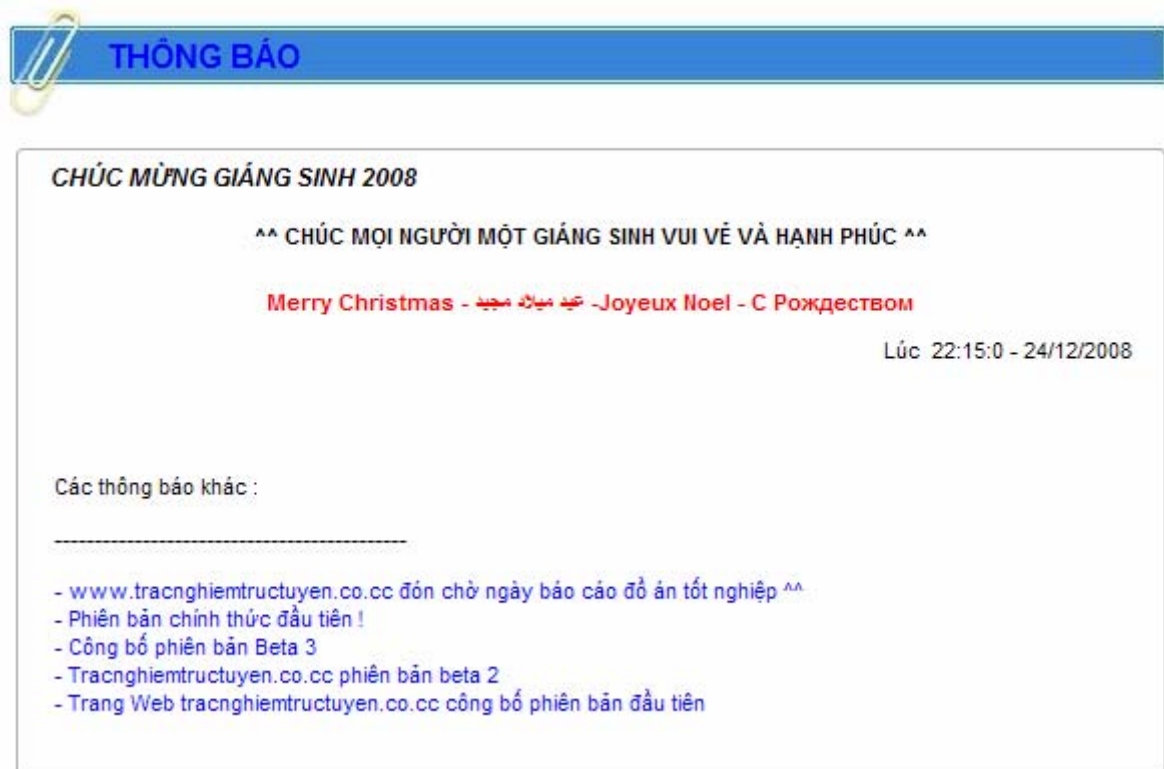 THÔNG BÁO
CHÚC MỪNG GIÁNG SINH 2008
^^ CHÚC MỌI NGƯỜI MỘT GIÁNG SINH VUI VẺ VÀ HẠNH PHÚC ^^
Merry Christmas - عيد ميلاد مجيد -Joyeux Noel - С Рождеством
Lúc 22:15:0 - 24/12/2008
Các thông báo khác :
--------------------------------------------
- www.tracnghiemtructuyen.co.cc đón chờ ngày báo cáo đồ án tốt nghiệp ^^
- Phiên bản chính thức đầu tiên !
- Công bố phiên bản Beta 3
- Tracnghiemtructuyen.co.cc phiên bản beta 2
- Trang Web tracnghiemtructuyen.co.cc công bố phiên bản đầu tiên